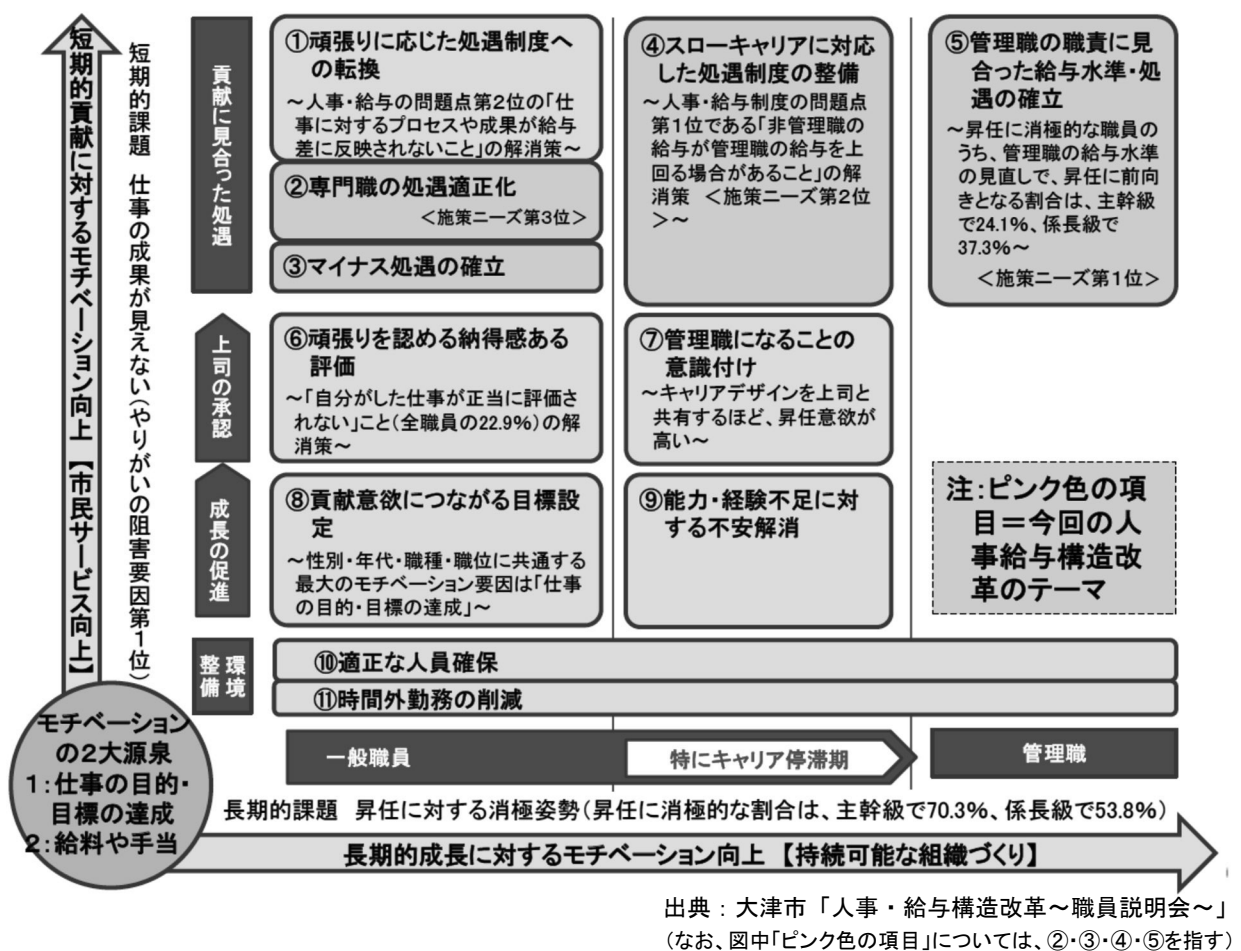 短期的貢献に対するモチベーション向上 【市民サービス向上】
短期的課題 仕事の成果が見えない(やりがいの阻害要因第1位)
貢献に見合った処遇
①頑張りに応じた処遇制度へ
の転換
～人事・給与の問題点第2位の「仕
事に対するプロセスや成果が給与
差に反映されないこと」の解消策～
②専門職の処遇適正化
＜施策ニーズ第3位＞
③マイナス処遇の確立
④スローキャリアに対応
した処遇制度の整備
～人事・給与制度の問題点
第1位である「非管理職の
給与が管理職の給与を上
回る場合があること」の解
消策 ＜施策ニーズ第2位
＞～
⑤管理職の職責に見
合った給与水準・処
遇の確立
～昇任に消極的な職員の
うち、管理職の給与水準
の見直しで、昇任に前向
きとなる割合は、主幹級
で24.1%、係長級で
37.3%～
＜施策ニーズ第1位＞
上司の承認
⑥頑張りを認める納得感ある
評価
～「自分がした仕事が正当に評価さ
れない」こと(全職員の22.9%)の解
消策～
⑦管理職になることの
意識付け
～キャリアデザインを上司と
共有するほど、昇任意欲が
高い～
成長の促進
⑧貢献意欲につながる目標設
定
～性別・年代・職種・職位に共通する
最大のモチベーション要因は「仕事
の目的・目標の達成」～
⑨能力・経験不足に対
する不安解消
注:ピンク色の項
目＝今回の人
事給与構造改
革のテーマ
環境
整備
⑩適正な人員確保
⑪時間外勤務の削減
一般職員
特にキャリア停滞期
管理職
モチベーション
の2大源泉
1:仕事の目的・
目標の達成
2:給料や手当
長期的課題 昇任に対する消極姿勢(昇任に消極的な割合は、主幹級で70.3%、係長級で53.8%)
長期的成長に対するモチベーション向上 【持続可能な組織づくり】
出典：大津市「人事・給与構造改革～職員説明会～」
(なお、図中「ピンク色の項目」については、②・③・④・⑤を指す)